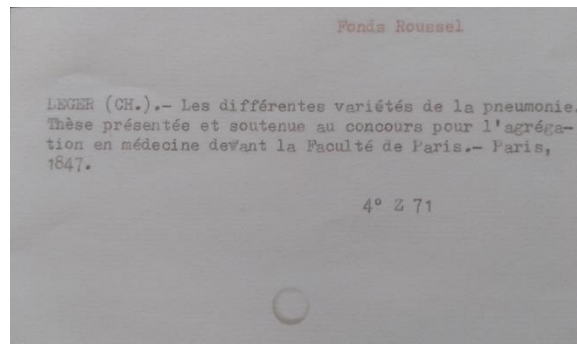 Fonds Roussel
LEGER (CH.).- Les différentes variétés de la pneumonie.
Thèse présentée et soutenue au concours pour l'agréga-
tion en médecine devant la Faculté de Paris.- Paris,
1847.
4° Z 71